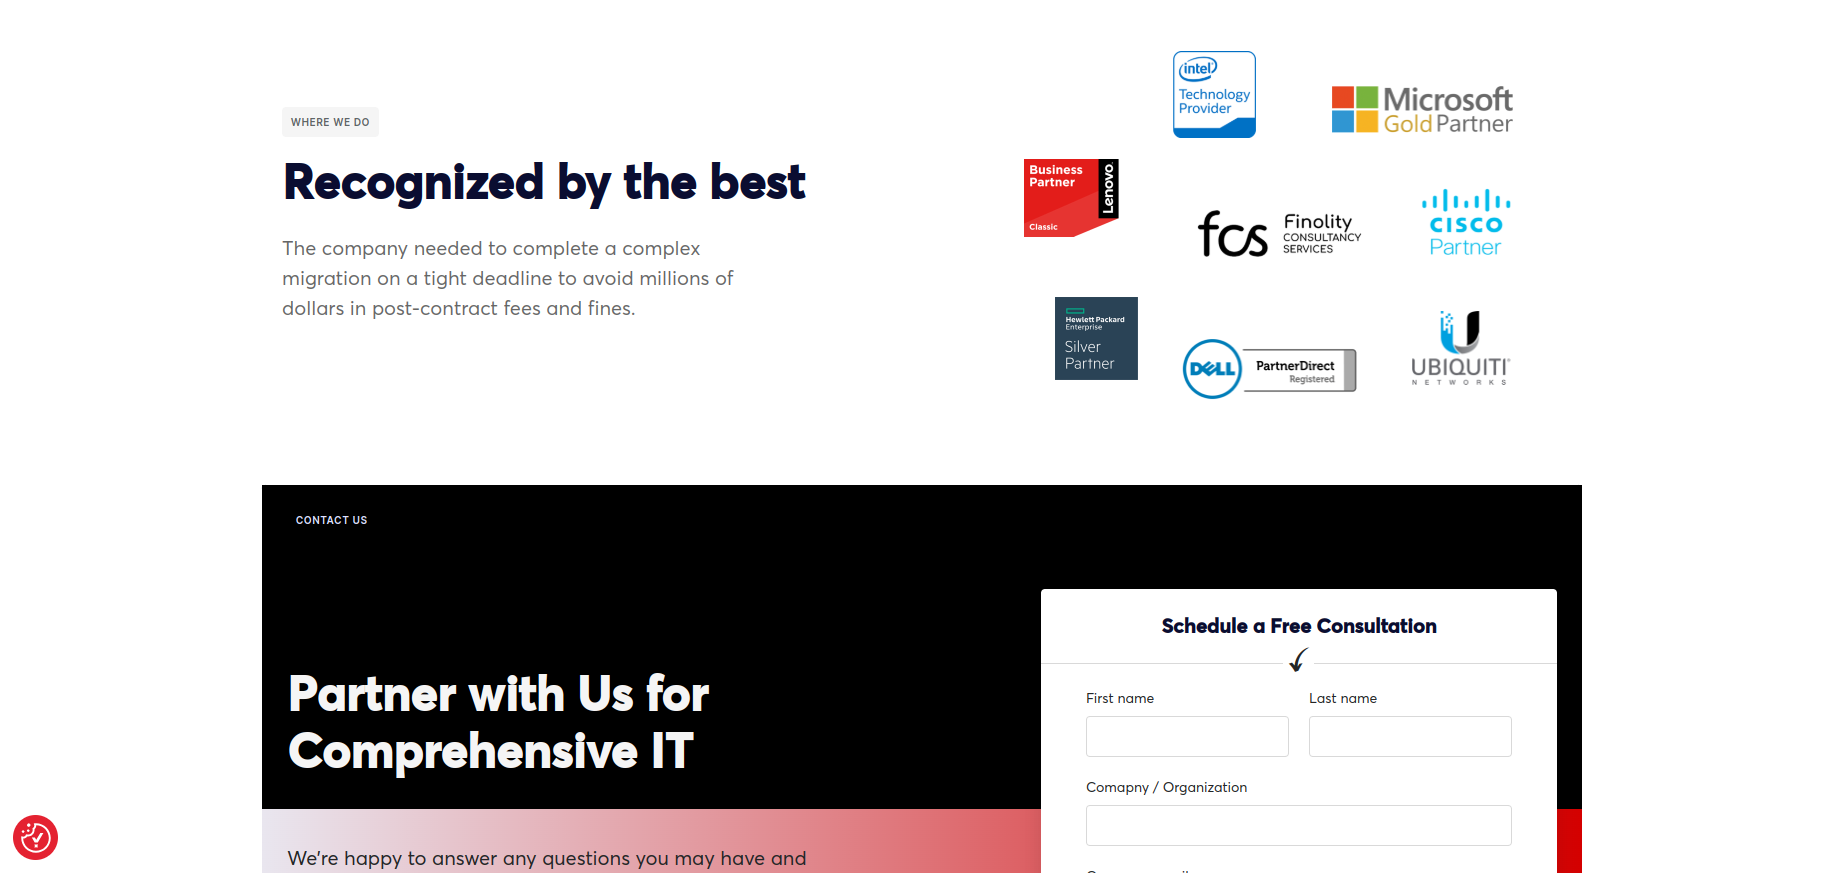 WHERE WE DO
Recognized by the best
The company needed to complete a complex
migration on a tight deadline to avoid millions of
dollars in post-contract fees and fines.
intel
Technology
Provider
Microsoft
Gold Partner
Business
Partner
Lenovo
Classic
fcs
Finolity
CONSULTANCY
SERVICES
CISCO
Partner
Hewlett Packard
Enterprise
Silver
Partner
DELL
PartnerDirect
Registered
UBIQUITI
NETWORKS
CONTACT US
Partner with Us for
Comprehensive IT
We're happy to answer any questions you may have and
Schedule a Free Consultation
First name
Last name
Comapny / Organization